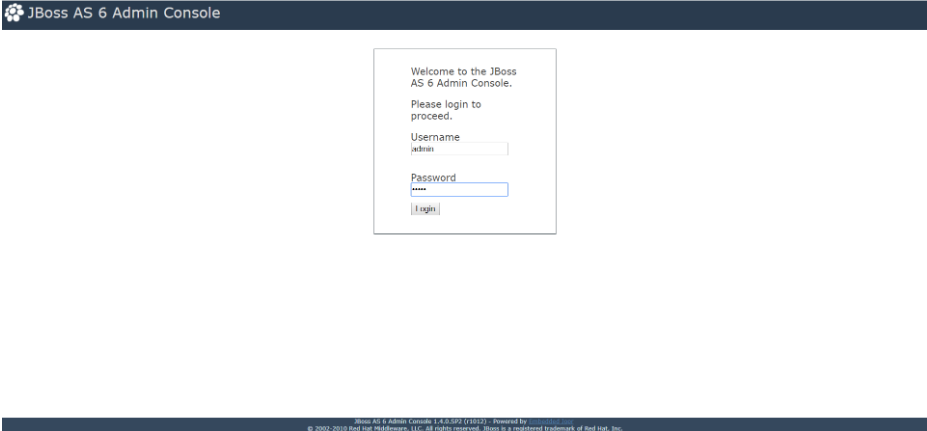 JBoss AS 6 Admin Console
Welcome to the JBoss
AS 6 Admin Console.
Please login to
proceed.
Username
admin
Password
•••••
Login
JBoss AS 6 Admin Console 1.4.0.SP2 (r1012) - Powered by Embedded Jopr
© 2002-2010 Red Hat Middleware, LLC. All rights reserved. JBoss is a registered trademark of Red Hat, Inc.